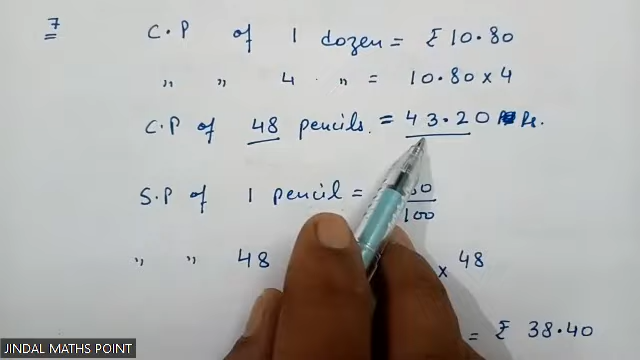 7 C.P of 1 dozen = ₹ 10.80
" " 4 " = 10.80 x 4
C.P of 48 pencils. = 43.20 Rs.
S.P of 1 pencil = 0/100
" " 48 x 48
= ₹ 38.40
JINDAL MATHS POINT